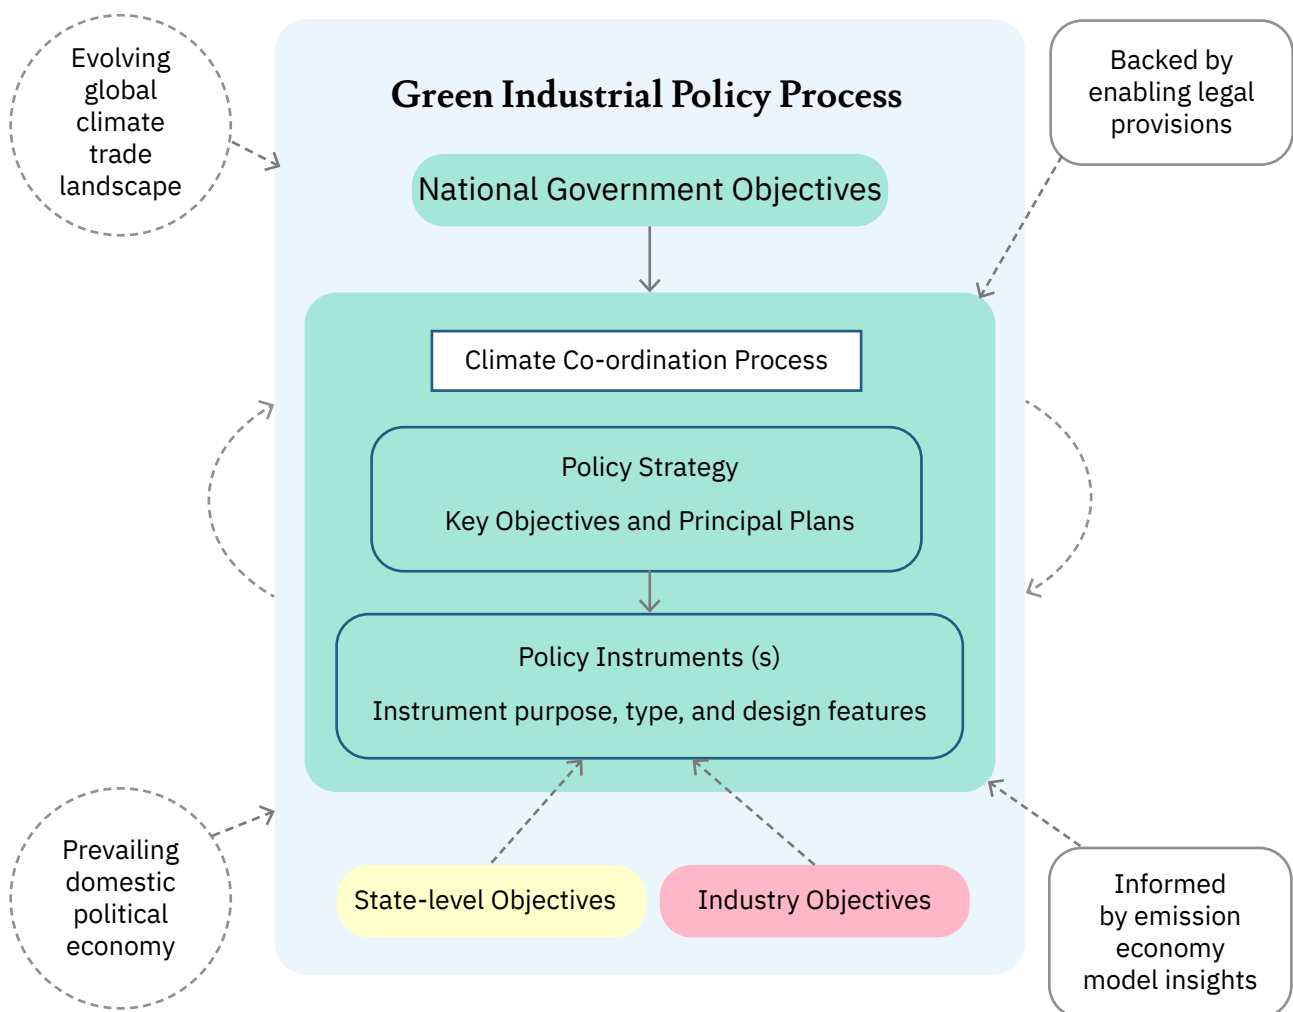 Evolving
global
climate
trade
landscape
Green Industrial Policy Process
Backed by
enabling legal
provisions
National Government Objectives
Climate Co-ordination Process
Policy Strategy
Key Objectives and Principal Plans
Policy Instruments (s)
Instrument purpose, type, and design features
Prevailing
domestic
political
economy
State-level Objectives
Industry Objectives
Informed
by emission
economy
model insights